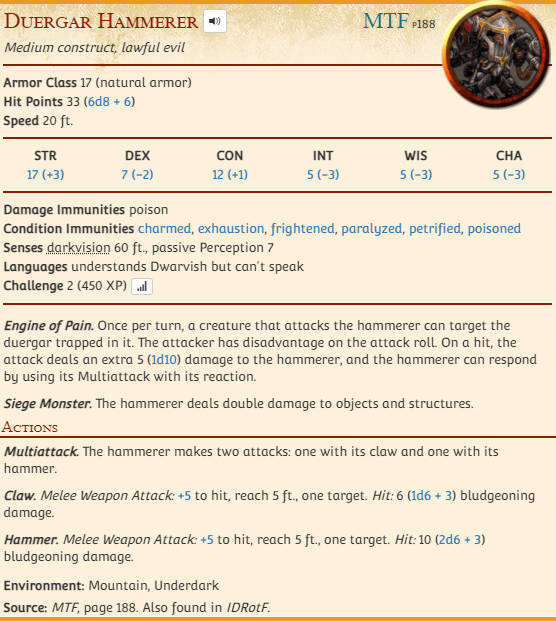 Duergar Hammerer MTF p188
Medium construct, lawful evil
Armor Class 17 (natural armor)
Hit Points 33 (6d8 + 6)
Speed 20 ft.
STR DEX CON INT WIS CHA
17 (+3) 7 (−2) 12 (+1) 5 (−3) 5 (−3) 5 (−3)
Damage Immunities poison
Condition Immunities charmed, exhaustion, frightened, paralyzed, petrified, poisoned
Senses darkvision 60 ft., passive Perception 7
Languages understands Dwarvish but can't speak
Challenge 2 (450 XP)
Engine of Pain. Once per turn, a creature that attacks the hammerer can target the
duergar trapped in it. The attacker has disadvantage on the attack roll. On a hit, the
attack deals an extra 5 (1d10) damage to the hammerer, and the hammerer can respond
by using its Multiattack with its reaction.
Siege Monster. The hammerer deals double damage to objects and structures.
Actions
Multiattack. The hammerer makes two attacks: one with its claw and one with its
hammer.
Claw. Melee Weapon Attack: +5 to hit, reach 5 ft., one target. Hit: 6 (1d6 + 3) bludgeoning
damage.
Hammer. Melee Weapon Attack: +5 to hit, reach 5 ft., one target. Hit: 10 (2d6 + 3)
bludgeoning damage.
Environment: Mountain, Underdark
Source: MTF, page 188. Also found in IDRotF.